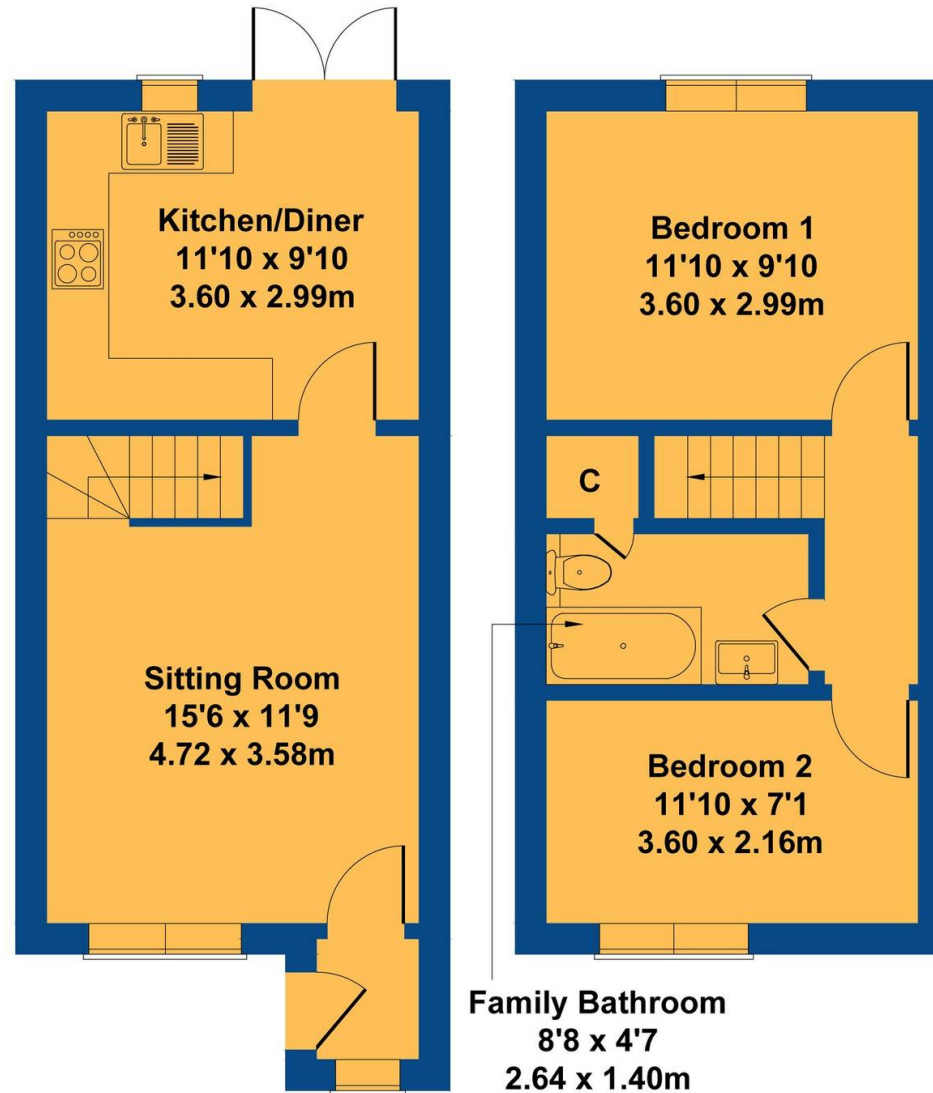 Kitchen/Diner
11'10 x 9'10
3.60 x 2.99m
Sitting Room
15'6 x 11'9
4.72 x 3.58m
Bedroom 1
11'10 x 9'10
3.60 x 2.99m
C
Bedroom 2
11'10 x 7'1
3.60 x 2.16m
Family Bathroom
8'8 x 4'7
2.64 x 1.40m